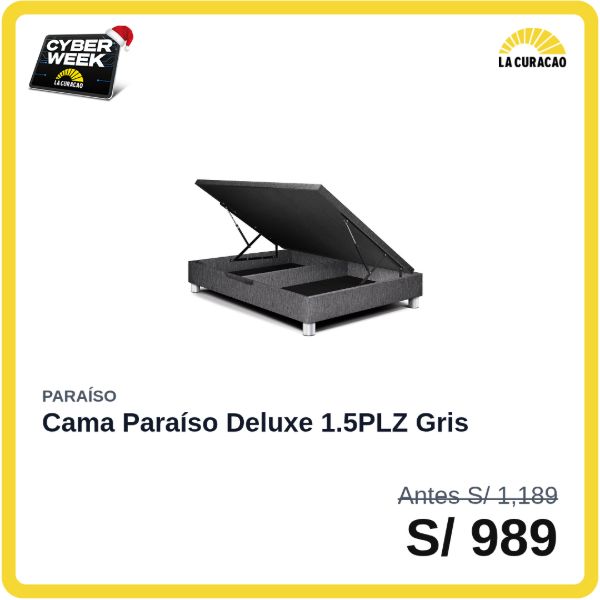 CYBER
WEEK
LA CURACAO
LA CURACAO
PARAÍSO
Cama Paraíso Deluxe 1.5PLZ Gris
Antes S/ 1,189
S/ 989